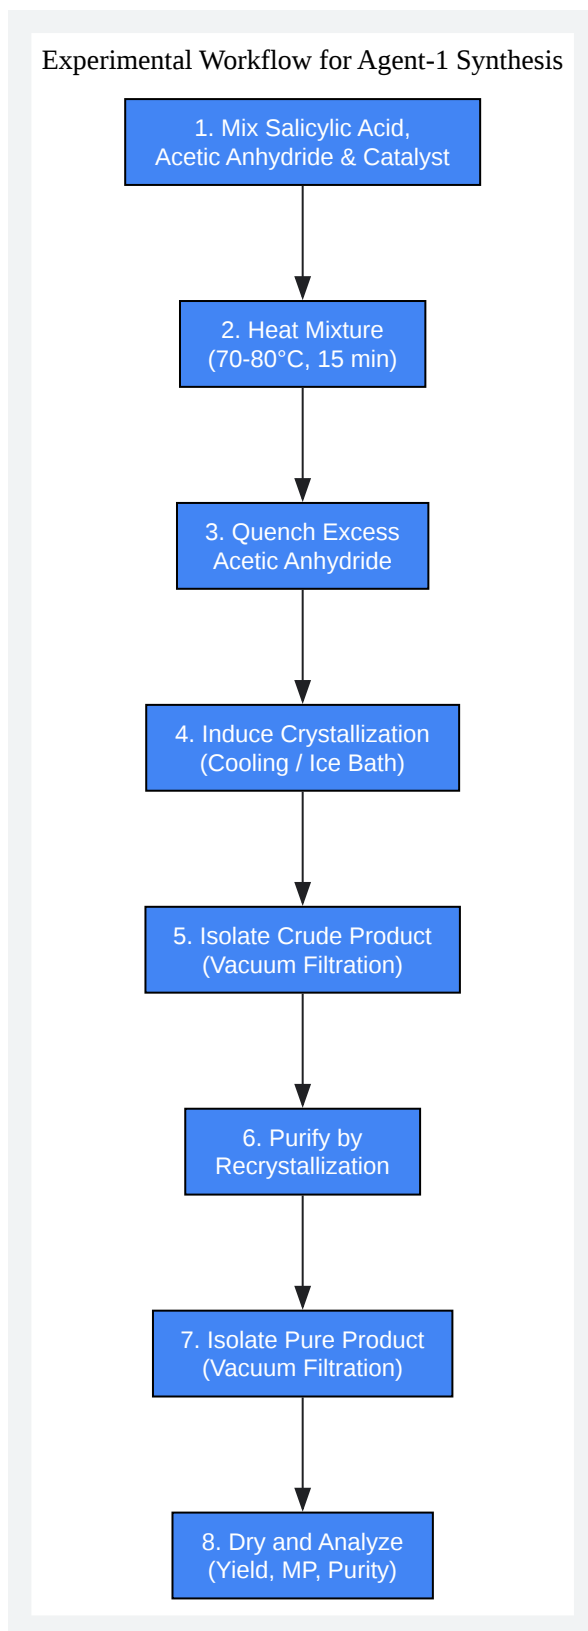 Experimental Workflow for Agent-1 Synthesis
1. Mix Salicylic Acid,
Acetic Anhydride & Catalyst
2. Heat Mixture
(70-80°C, 15 min)
3. Quench Excess
Acetic Anhydride
4. Induce Crystallization
(Cooling / Ice Bath)
5. Isolate Crude Product
(Vacuum Filtration)
6. Purify by
Recrystallization
7. Isolate Pure Product
(Vacuum Filtration)
8. Dry and Analyze
(Yield, MP, Purity)